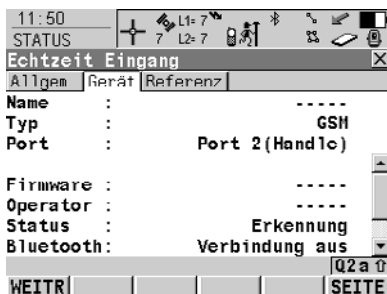 11:50
STATUS
7
L1= 7
L2= 7
Echtzeit Eingang
Allgem Gerät Referenz
Name : -----
Typ : GSM
Port : Port 2(Handle)
Firmware : -----
Operator : -----
Status : Erkennung
Bluetooth: Verbindung aus
Q2a⇧
WEITR SEITE